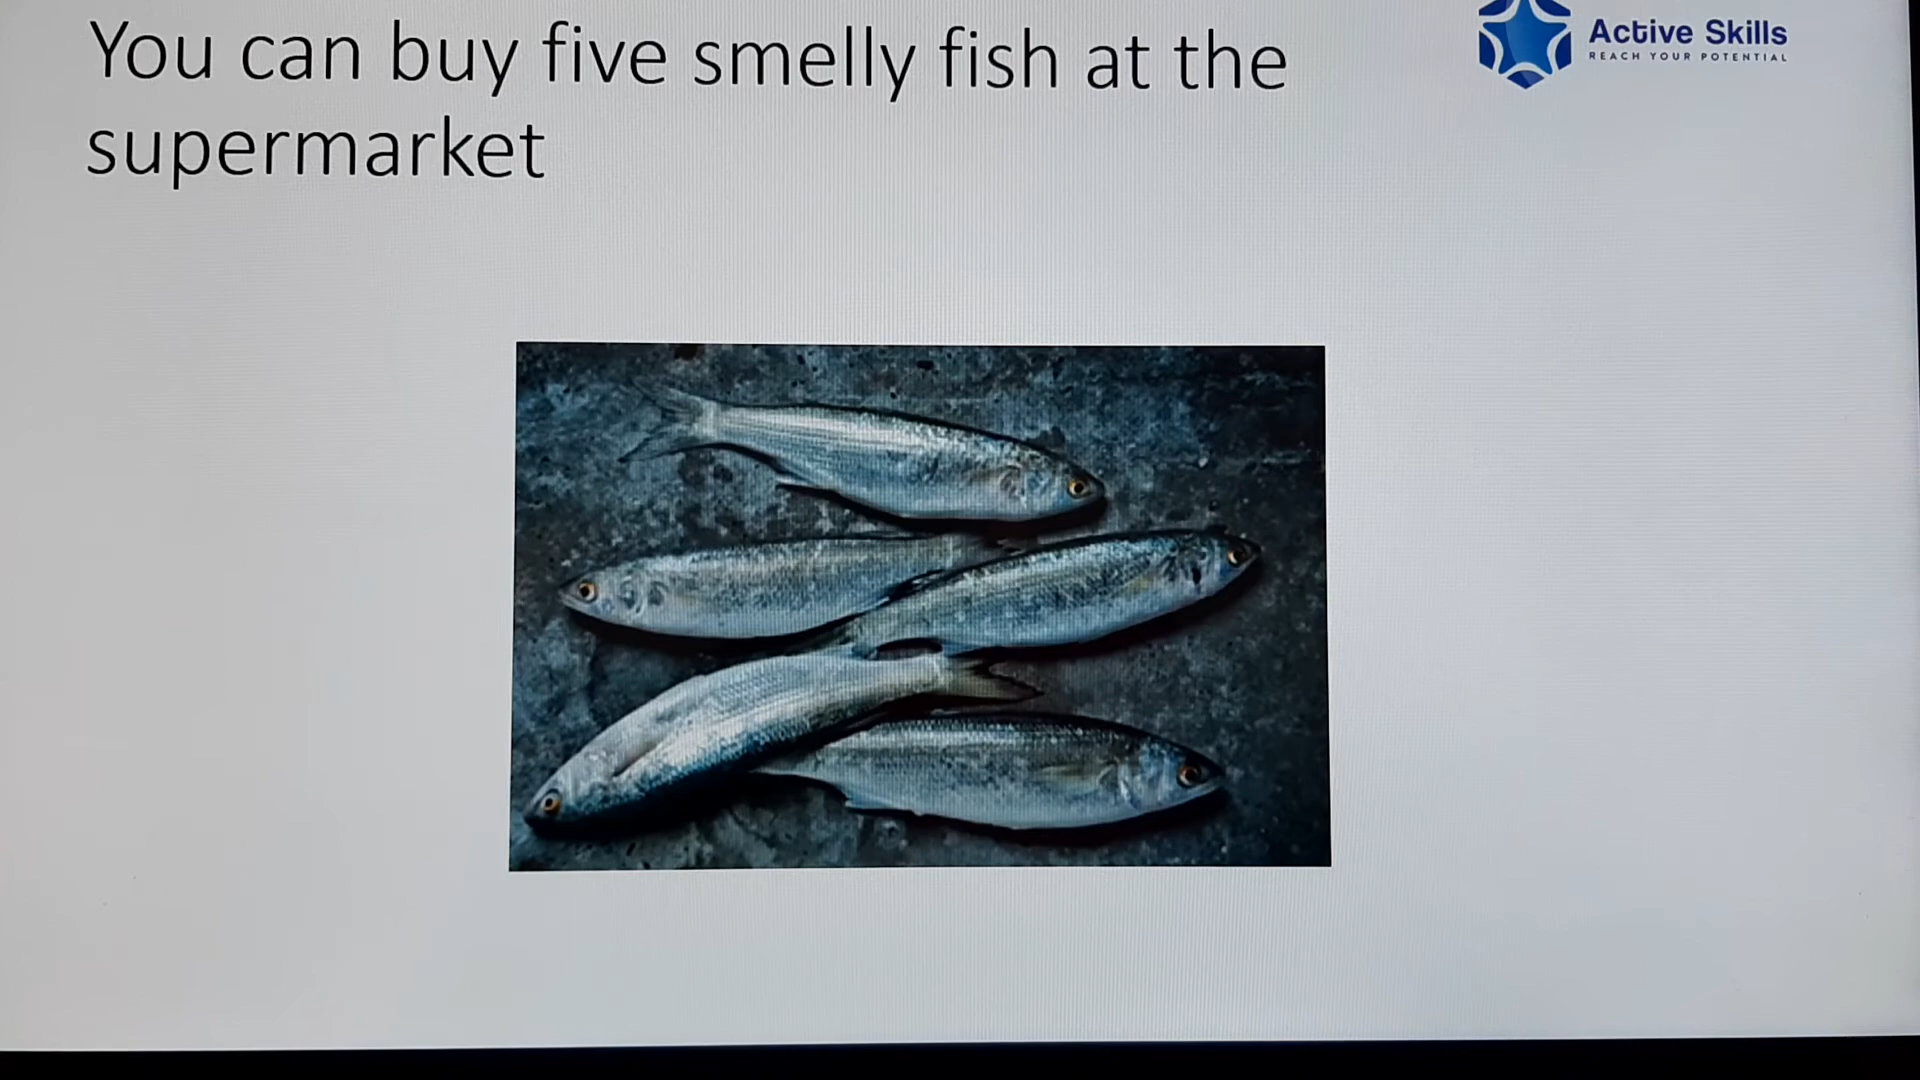 You can buy five smelly fish at the
supermarket
Active Skills
REACH YOUR POTENTIAL